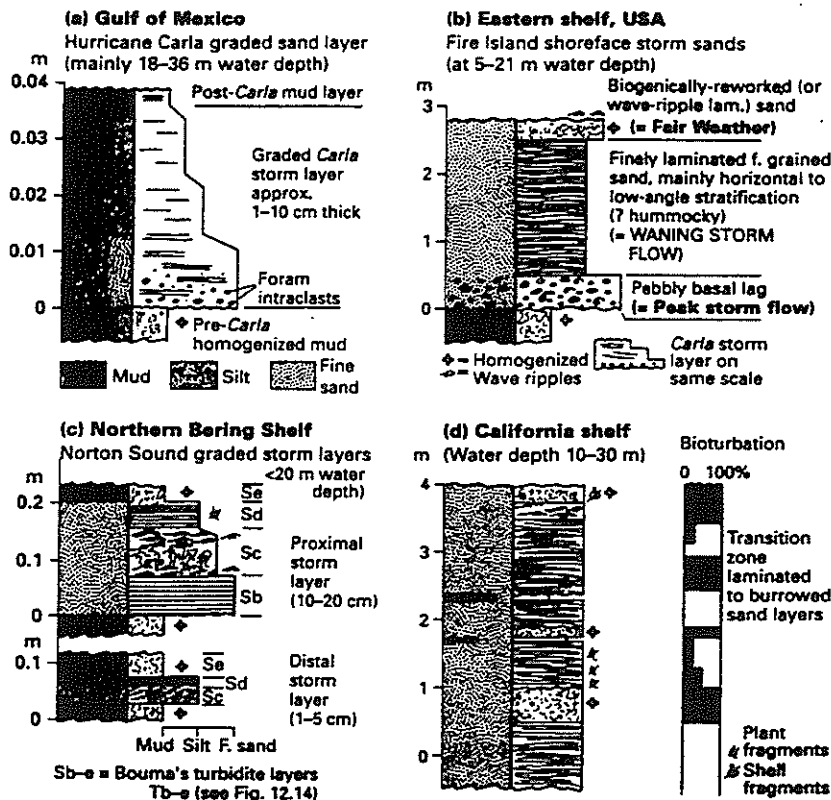 (a) Gulf of Mexico
Hurricane Carla graded sand layer
(mainly 18–36 m water depth)
m
0.04
0.03
0.02
0.01
0
Post-Carla mud layer
Graded Carla
storm layer
approx.
1–10 cm thick
Foram
intraclasts
Pre-Carla
homogenized mud
Mud
Silt
Fine
sand
(b) Eastern shelf, USA
Fire Island shoreface storm sands
(at 5–21 m water depth)
m
3
2
1
0
Biogenically-reworked (or
wave-ripple lam.) sand
(= Fair Weather)
Finely laminated f. grained
sand, mainly horizontal to
low-angle stratification
(? hummocky)
(= WANING STORM
FLOW)
Pebbly basal lag
(= Peak storm flow)
= Homogenized
= Wave ripples
Carla storm
layer on
same scale
(c) Northern Bering Shelf
Norton Sound graded storm layers
<20 m water
depth)
m
0.2
0.1
0
Se
Sd
Sc
Sb
Proximal
storm
layer
(10–20 cm)
m
0.1
0
Se
Sd
Sc
Distal
storm
layer
(1–5 cm)
Mud Silt F. sand
Sb–e = Bouma's turbidite layers
Tb–e (see Fig. 12.14)
(d) California shelf
(Water depth 10–30 m)
m
4
3
2
1
0
Bioturbation
0 100%
Transition
zone
laminated
to burrowed
sand layers
Plant
fragments
Shell
fragments